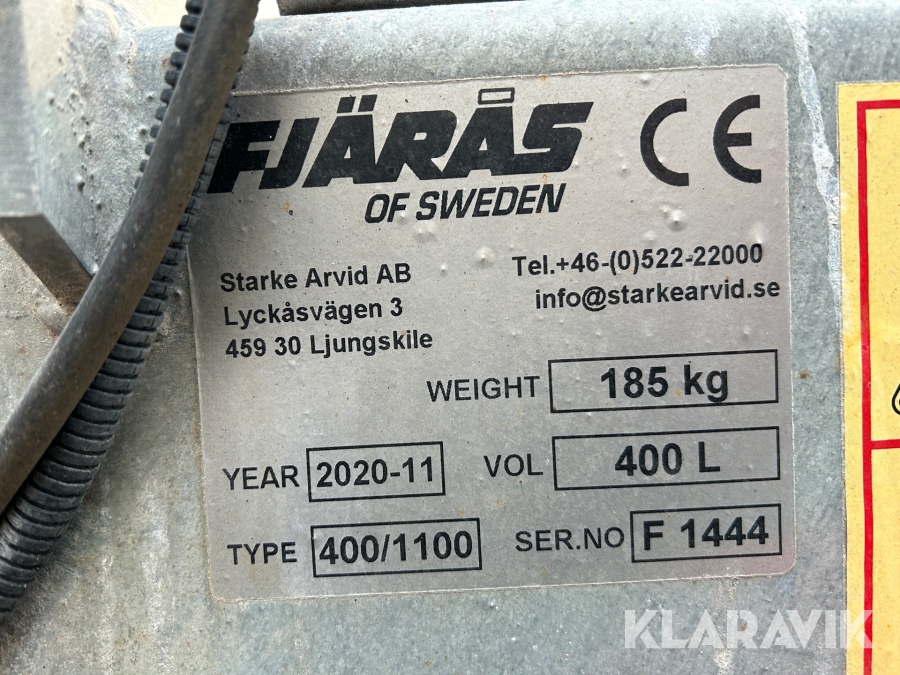 FJÄRÅS
OF SWEDEN
CE
Starke Arvid AB
Lyckåsvägen 3
459 30 Ljungskile
Tel.+46-(0)522-22000
info@starkearvid.se
WEIGHT 185 kg
YEAR 2020-11 VOL 400 L
TYPE 400/1100 SER.NO F 1444
KLARAVIK